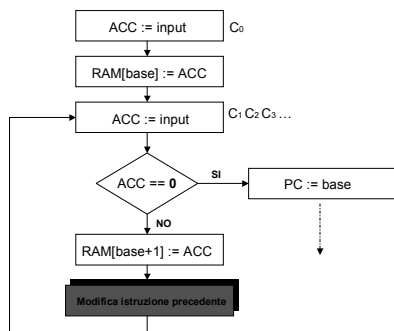 ACC := input
C0
RAM[base] := ACC
ACC := input
C1 C2 C3 ...
ACC == 0
SI
PC := base
NO
RAM[base+1] := ACC
Modifica istruzione precedente